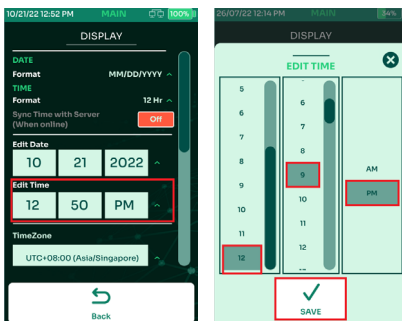 10/21/22 12:52 PM MAIN 100%
DISPLAY
DATE
Format MM/DD/YYYY
TIME
Format 12 Hr
Sync Time with Server
(When online)
Off
Edit Date
10 21 2022
Edit Time
12 50 PM
TimeZone
UTC+08:00 (Asia/Singapore)
Back
26/07/22 12:14 PM MAIN 34%
DISPLAY
EDIT TIME
5
6
7
8
9
10
11
12
6
7
8
9
10
11
12
AM
PM
SAVE